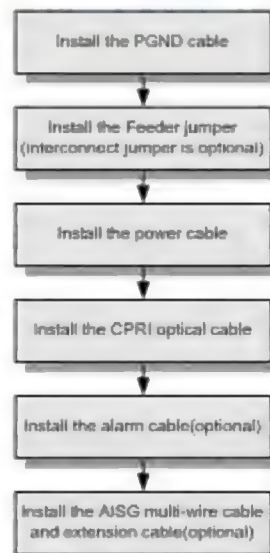 Install the PGND cable
Install the Feeder jumper
(interconnect jumper is optional)
Install the power cable
Install the CPRI optical cable
Install the alarm cable(optional)
Install the AISG multi-wire cable
and extension cable(optional)